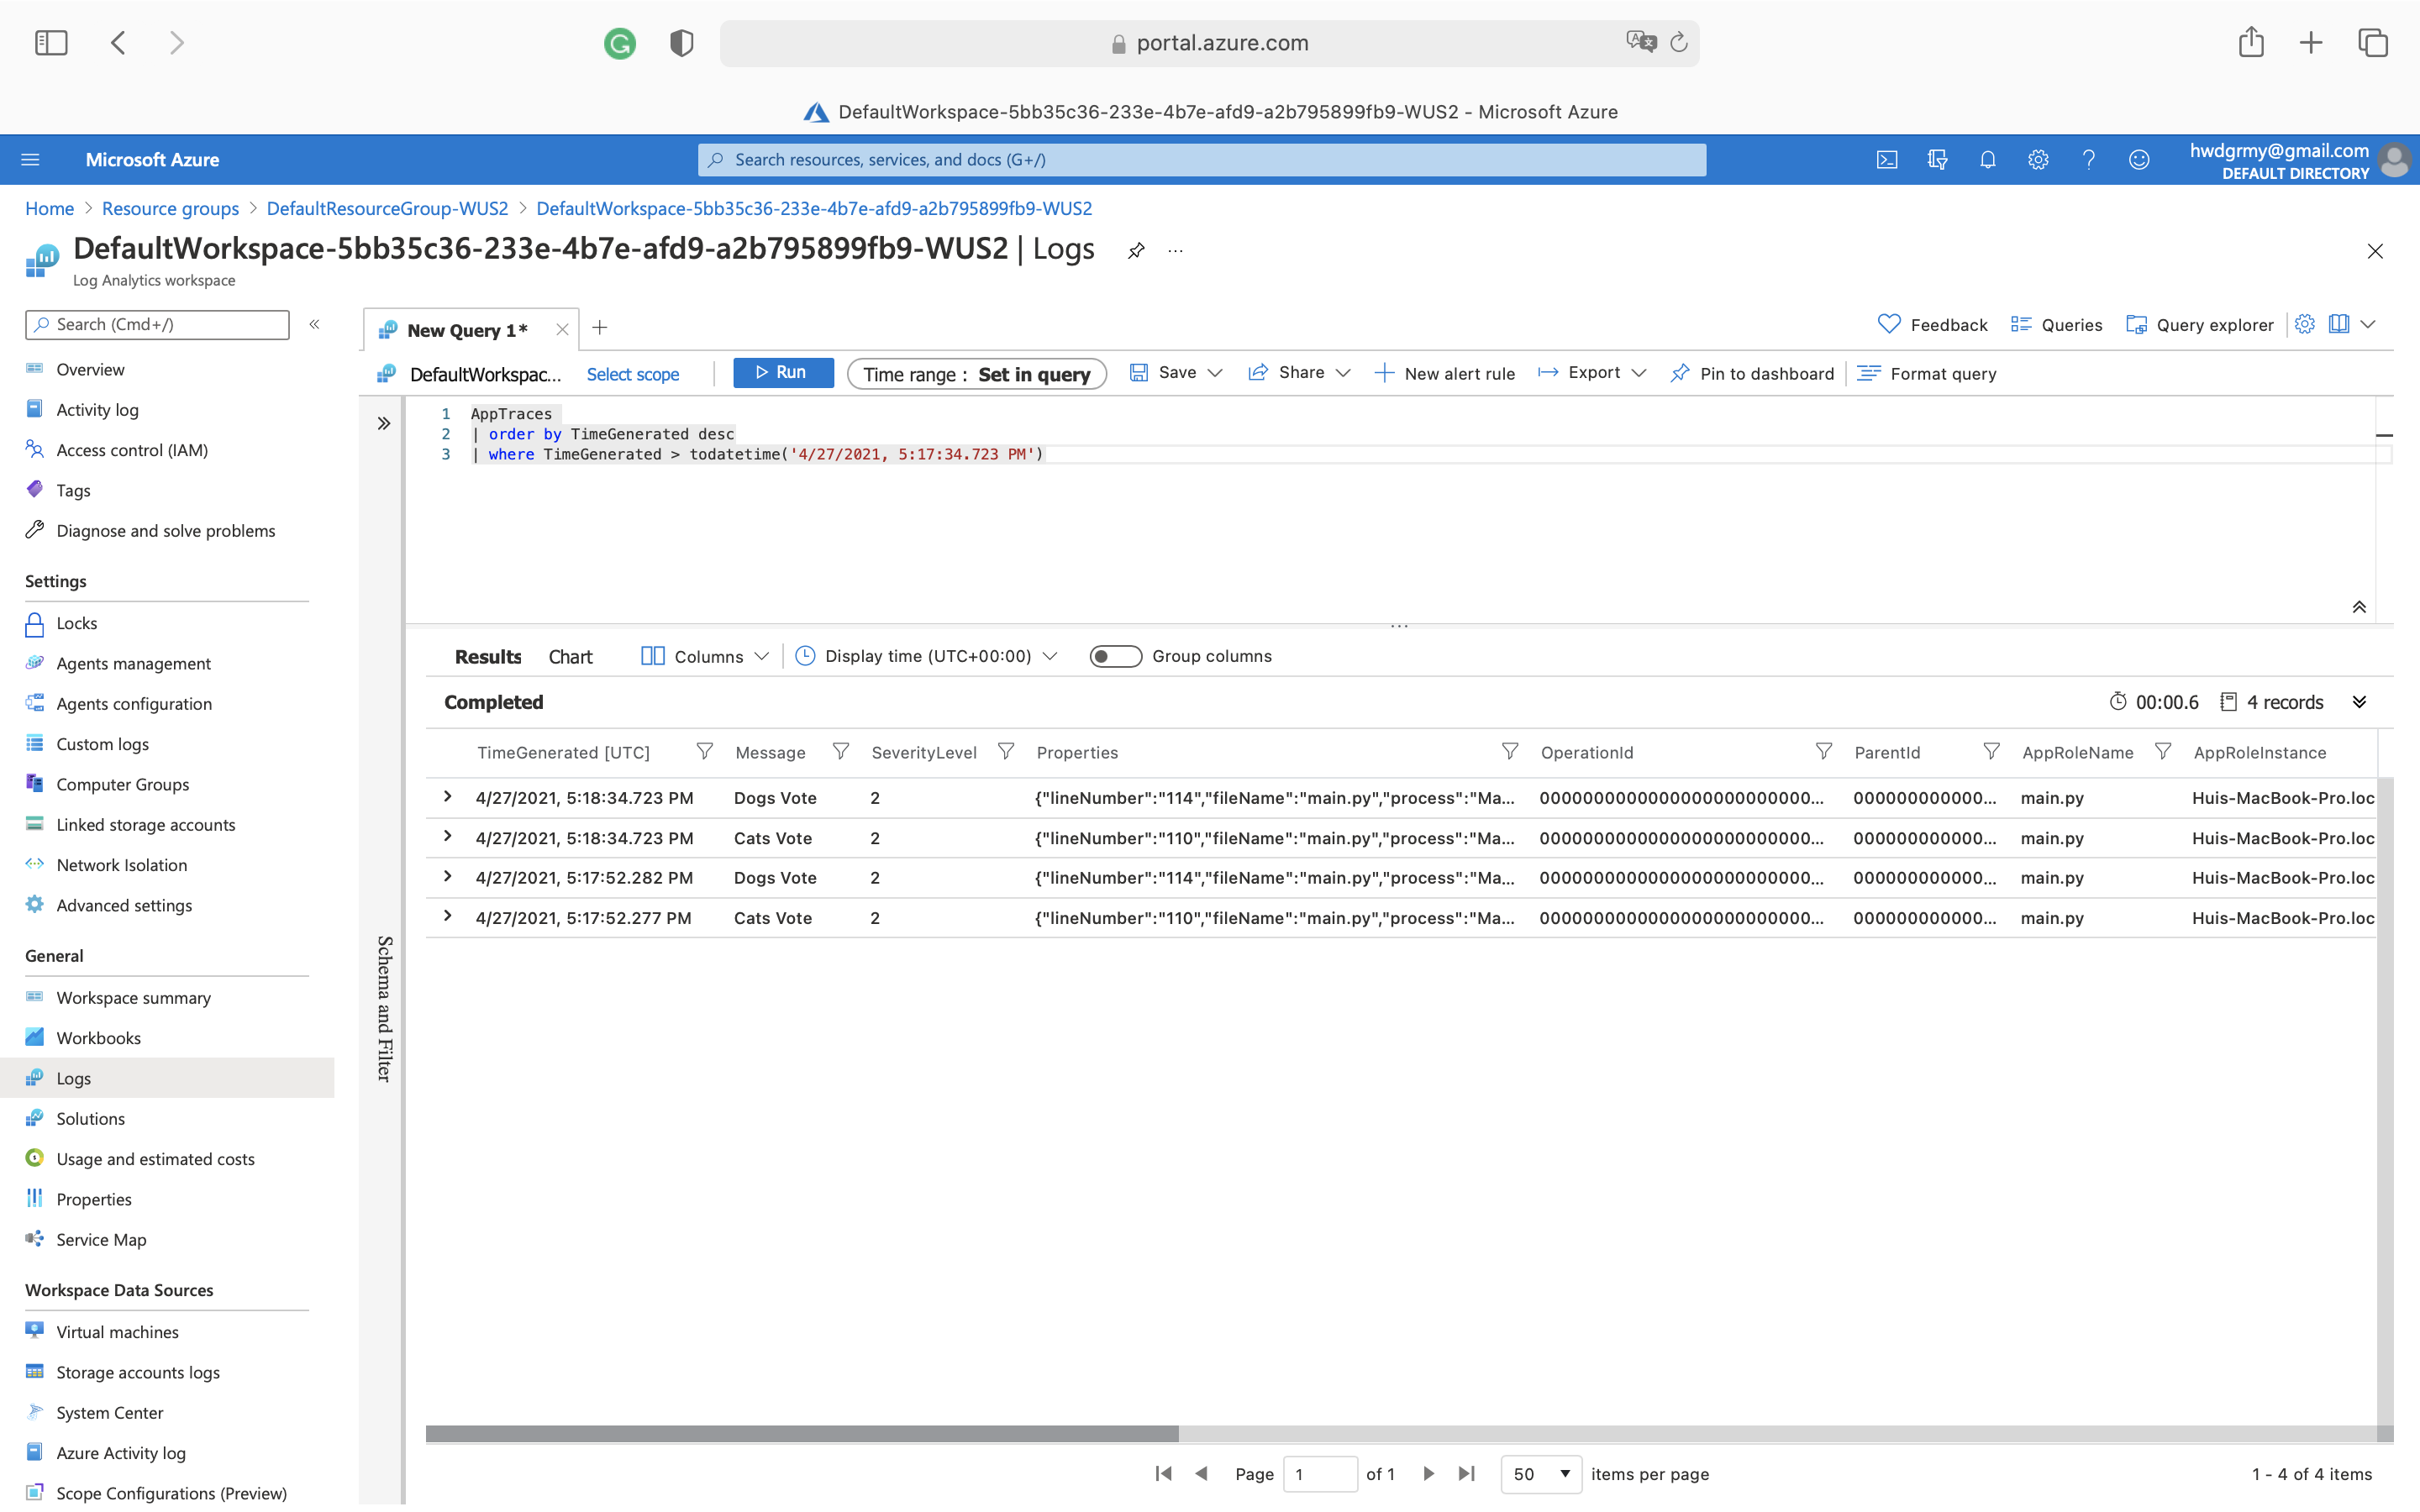 portal.azure.com
DefaultWorkspace-5bb35c36-233e-4b7e-afd9-a2b795899fb9-WUS2 - Microsoft Azure
Microsoft Azure
Search resources, services, and docs (G+/)
hwdgrmy@gmail.com
DEFAULT DIRECTORY
Home > Resource groups > DefaultResourceGroup-WUS2 > DefaultWorkspace-5bb35c36-233e-4b7e-afd9-a2b795899fb9-WUS2
DefaultWorkspace-5bb35c36-233e-4b7e-afd9-a2b795899fb9-WUS2 | Logs
Log Analytics workspace
Search (Cmd+/)
Overview
Activity log
Access control (IAM)
Tags
Diagnose and solve problems
Settings
Locks
Agents management
Agents configuration
Custom logs
Computer Groups
Linked storage accounts
Network Isolation
Advanced settings
General
Workspace summary
Workbooks
Logs
Solutions
Usage and estimated costs
Properties
Service Map
Workspace Data Sources
Virtual machines
Storage accounts logs
System Center
Azure Activity log
Scope Configurations (Preview)
New Query 1*
Feedback Queries Query explorer
DefaultWorkspac... Select scope Run Time range : Set in query Save Share New alert rule Export Pin to dashboard Format query
Schema and Filter
1 AppTraces
2 | order by TimeGenerated desc
3 | where TimeGenerated > todatetime('4/27/2021, 5:17:34.723 PM')
Results Chart Columns Display time (UTC+00:00) Group columns
Completed 00:00.6 4 records
TimeGenerated [UTC] Message SeverityLevel Properties OperationId ParentId AppRoleName AppRoleInstance
4/27/2021, 5:18:34.723 PM Dogs Vote 2 {"lineNumber":"114","fileName":"main.py","process":"Ma... 00000000000000000000000000... 000000000000... main.py Huis-MacBook-Pro.loc
4/27/2021, 5:18:34.723 PM Cats Vote 2 {"lineNumber":"110","fileName":"main.py","process":"Ma... 00000000000000000000000000... 000000000000... main.py Huis-MacBook-Pro.loc
4/27/2021, 5:17:52.282 PM Dogs Vote 2 {"lineNumber":"114","fileName":"main.py","process":"Ma... 00000000000000000000000000... 000000000000... main.py Huis-MacBook-Pro.loc
4/27/2021, 5:17:52.277 PM Cats Vote 2 {"lineNumber":"110","fileName":"main.py","process":"Ma... 00000000000000000000000000... 000000000000... main.py Huis-MacBook-Pro.loc
Page 1 of 1 50 items per page
1 - 4 of 4 items